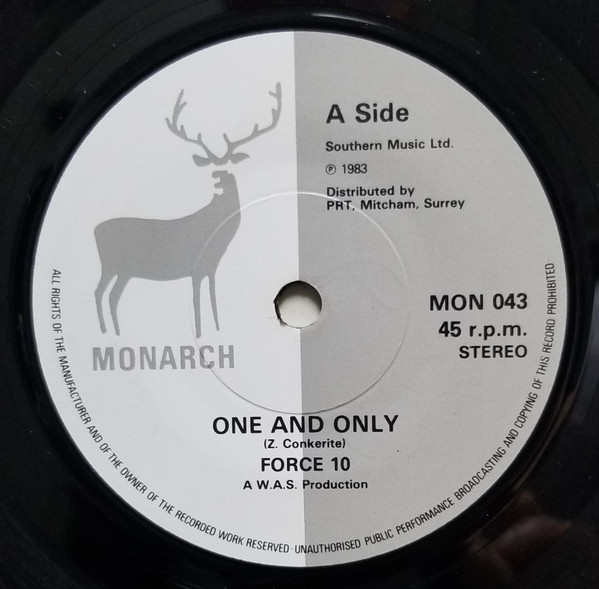 A Side
Southern Music Ltd.
Ⓟ 1983
Distributed by
PRT, Mitcham, Surrey
MON 043
45 r.p.m.
STEREO
MONARCH
ONE AND ONLY
(Z. Conkerite)
FORCE 10
A W.A.S. Production
ALL RIGHTS OF THE MANUFACTURER AND OF THE OWNER OF THE RECORDED WORK RESERVED · UNAUTHORISED PUBLIC PERFORMANCE BROADCASTING AND COPYING OF THIS RECORD PROHIBITED